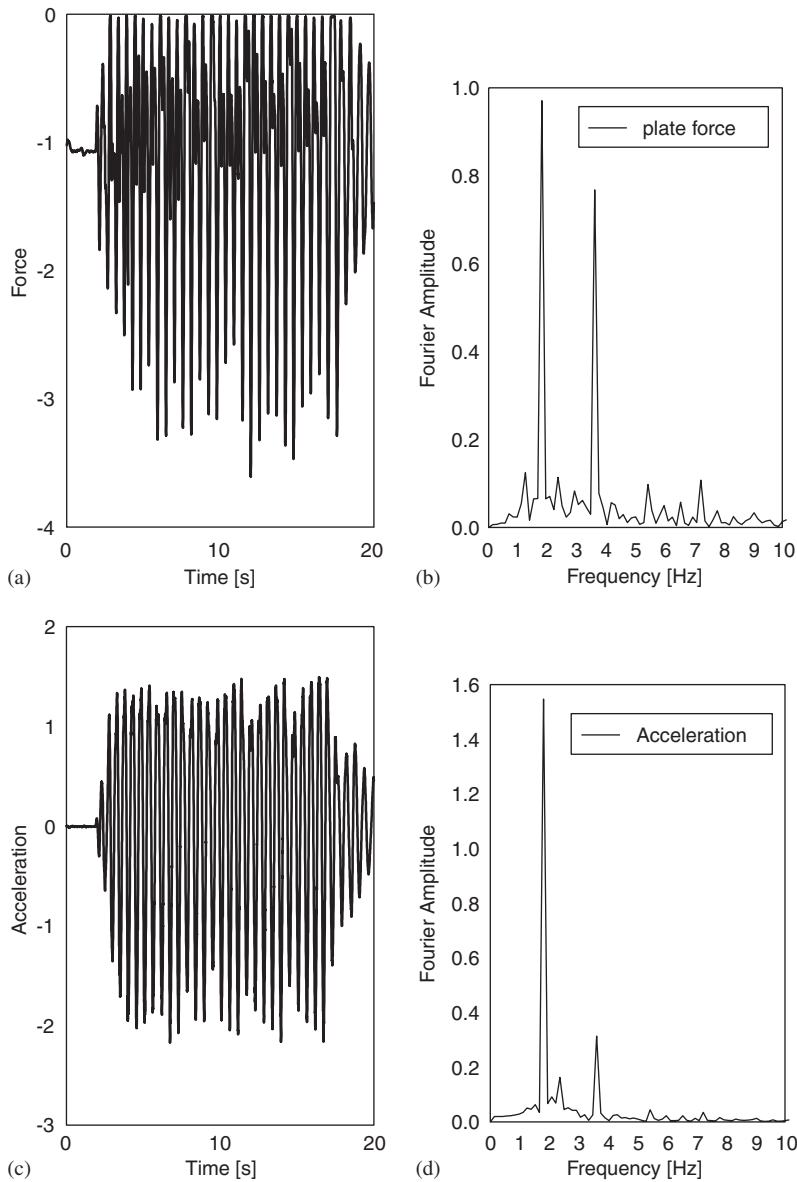 0
-1
-2
-3
-4
Force
0 10 20
Time [s]
(a)
1.0
0.8
0.6
0.4
0.2
0.0
Fourier Amplitude
plate force
0 1 2 3 4 5 6 7 8 9 10
Frequency [Hz]
(b)
2
1
0
-1
-2
-3
Acceleration
0 10 20
Time [s]
(c)
1.6
1.4
1.2
1.0
0.8
0.6
0.4
0.2
0.0
Fourier Amplitude
Acceleration
0 1 2 3 4 5 6 7 8 9 10
Frequency [Hz]
(d)